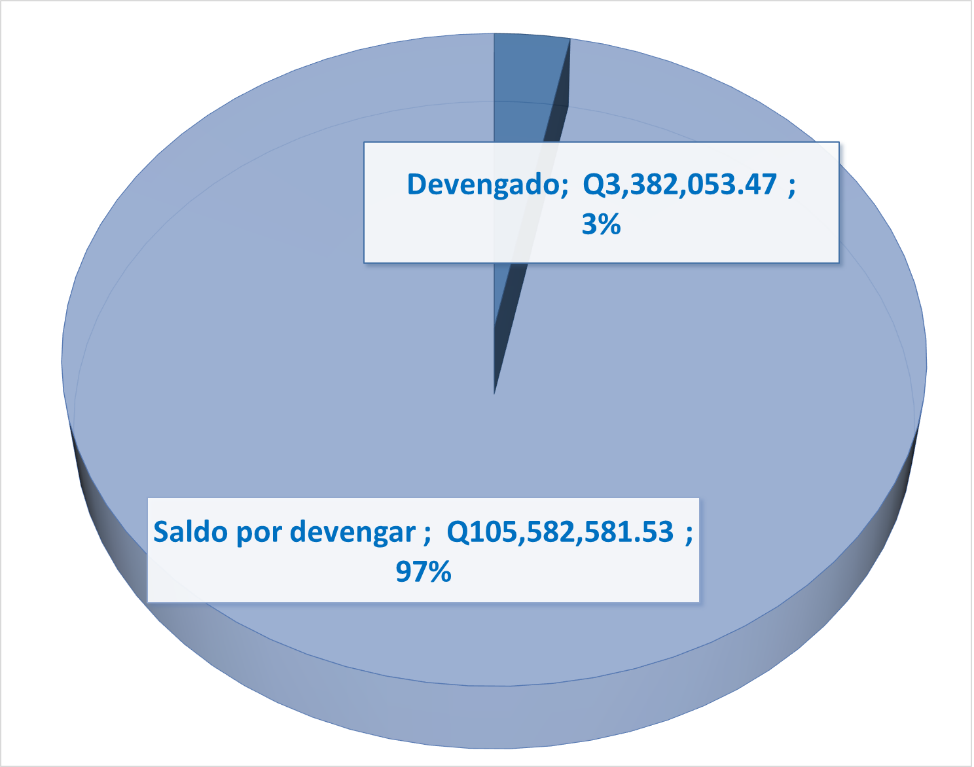 Devengado; Q3,382,053.47 ;
3%
Saldo por devengar ; Q105,582,581.53 ;
97%